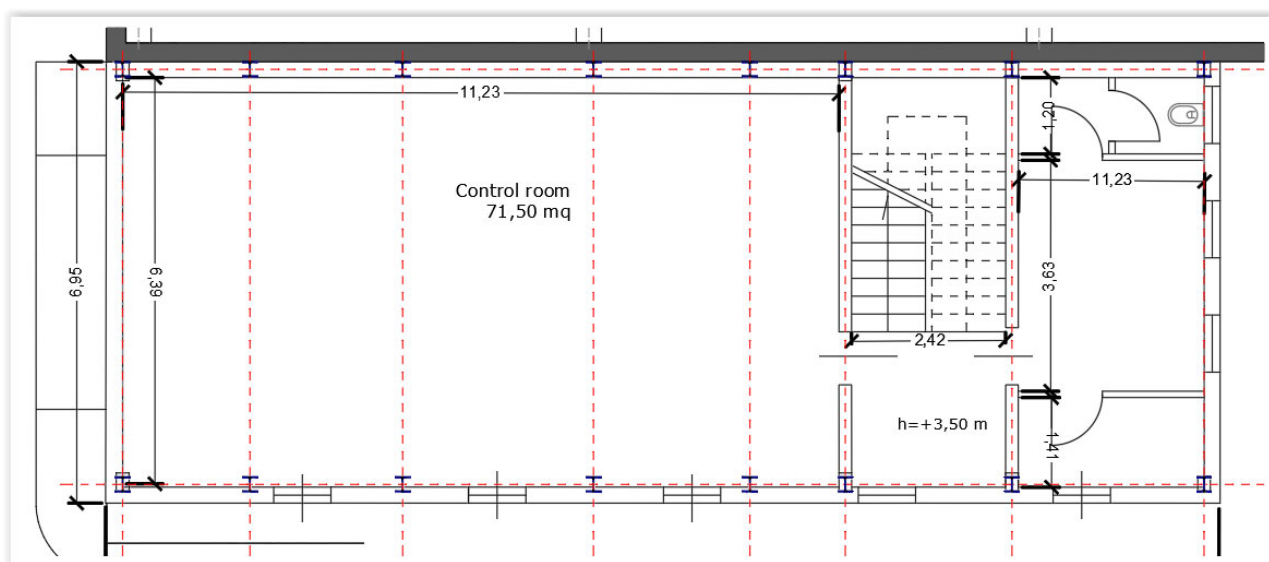 11,23
1,20
11,23
Control room
71,50 mq
6,95
6,39
3,63
2,42
h=+3,50 m
1,41